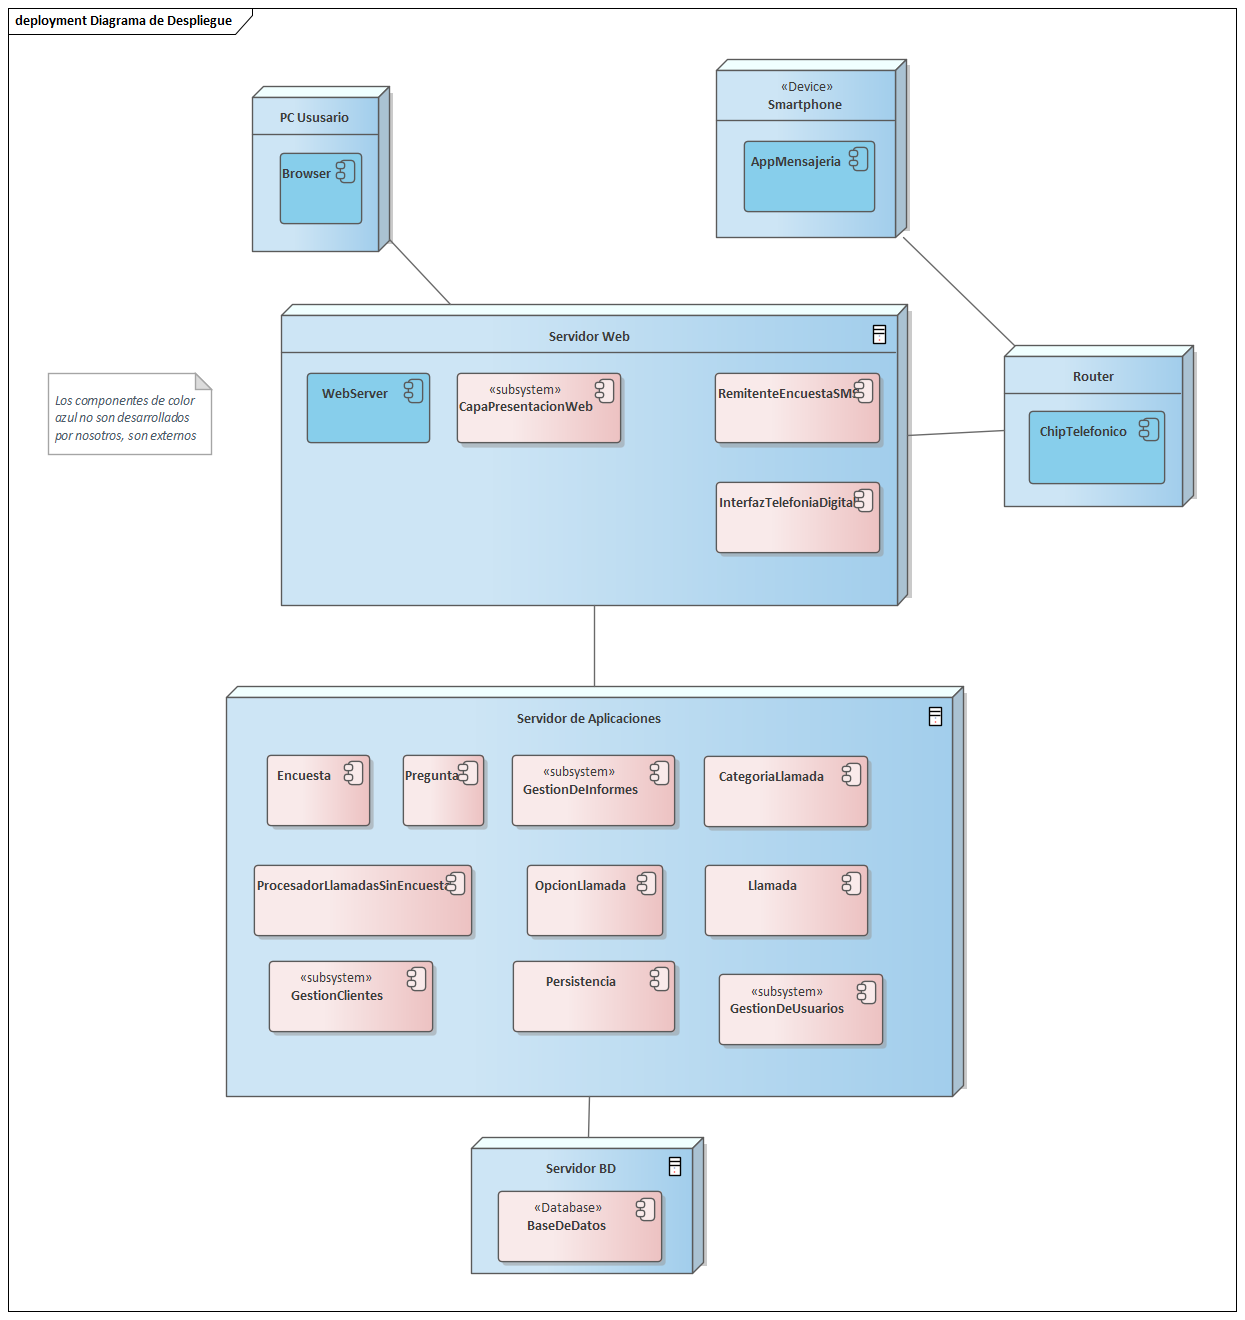 deployment Diagrama de Despliegue
PC Ususario
Browser
«Device»
Smartphone
AppMensajeria
Servidor Web
WebServer
«subsystem»
CapaPresentacionWeb
RemitenteEncuestaSMS
InterfazTelefoniaDigital
Router
ChipTelefonico
Los componentes de color
azul no son desarrollados
por nosotros, son externos
Servidor de Aplicaciones
Encuesta
Pregunta
«subsystem»
GestionDeInformes
CategoriaLlamada
ProcesadorLlamadasSinEncuesta
OpcionLlamada
Llamada
«subsystem»
GestionClientes
Persistencia
«subsystem»
GestionDeUsuarios
Servidor BD
«Database»
BaseDeDatos